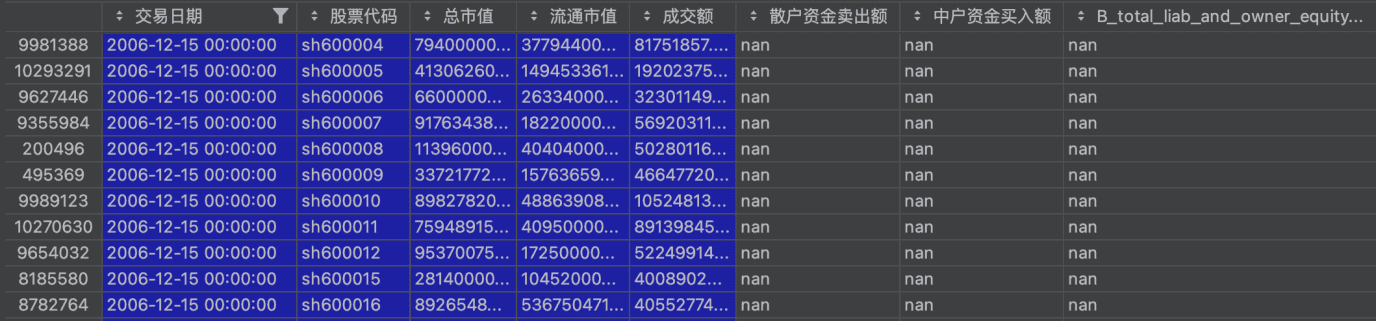 交易日期 股票代码 总市值 流通市值 成交额 散户资金卖出额 中户资金买入额 B_total_liab_and_owner_equity...
9981388 2006-12-15 00:00:00 sh600004 79400000... 37794400... 81751857.... nan nan nan
10293291 2006-12-15 00:00:00 sh600005 41306260... 149453361... 19202375... nan nan nan
9627446 2006-12-15 00:00:00 sh600006 6600000... 26334000... 32301149... nan nan nan
9355984 2006-12-15 00:00:00 sh600007 91763438... 18220000... 56920311... nan nan nan
200496 2006-12-15 00:00:00 sh600008 11396000... 40404000... 50280116... nan nan nan
495369 2006-12-15 00:00:00 sh600009 33721772... 15763659... 46647720... nan nan nan
9989123 2006-12-15 00:00:00 sh600010 89827820... 48863908... 10524813... nan nan nan
10270630 2006-12-15 00:00:00 sh600011 75948915... 40950000... 89139845... nan nan nan
9654032 2006-12-15 00:00:00 sh600012 95370075... 17250000... 52249914... nan nan nan
8185580 2006-12-15 00:00:00 sh600015 28140000... 10452000... 4008902... nan nan nan
8782764 2006-12-15 00:00:00 sh600016 8926548... 536750471... 40552774... nan nan nan